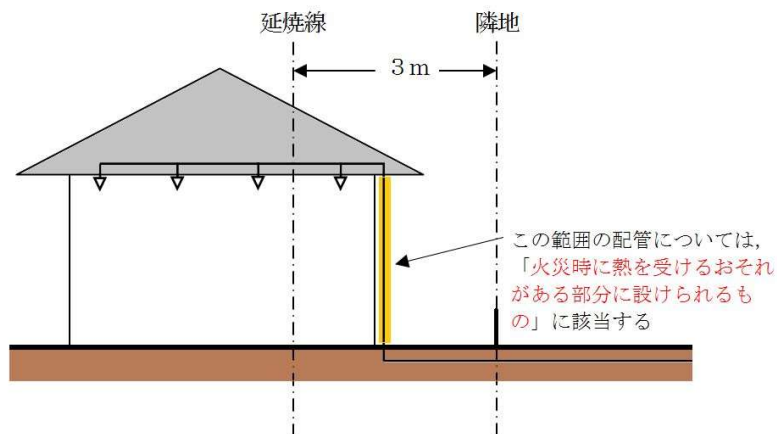 延焼線
隣地
３ｍ
この範囲の配管については，
「火災時に熱を受けるおそれ
がある部分に設けられるも
の」に該当する